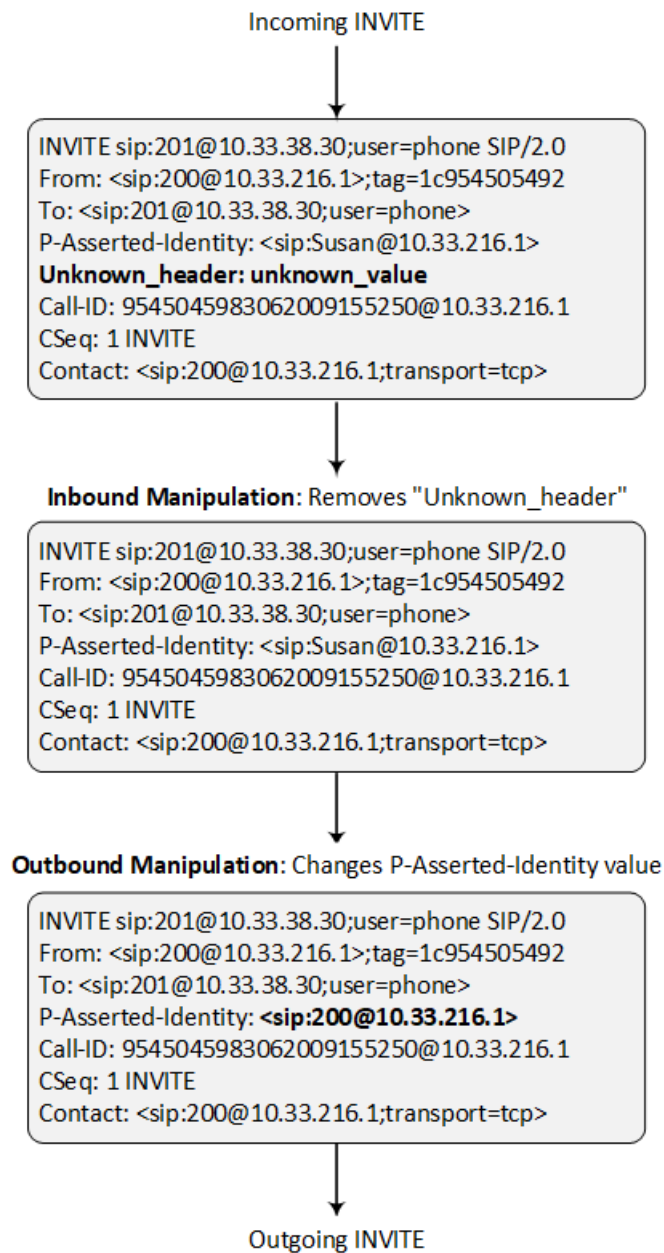 Incoming INVITE
INVITE sip:201@10.33.38.30;user=phone SIP/2.0
From: <sip:200@10.33.216.1>;tag=1c954505492
To: <sip:201@10.33.38.30;user=phone>
P-Asserted-Identity: <sip:Susan@10.33.216.1>
Unknown_header: unknown_value
Call-ID: 9545045983062009155250@10.33.216.1
CSeq: 1 INVITE
Contact: <sip:200@10.33.216.1;transport=tcp>
Inbound Manipulation: Removes "Unknown_header"
INVITE sip:201@10.33.38.30;user=phone SIP/2.0
From: <sip:200@10.33.216.1>;tag=1c954505492
To: <sip:201@10.33.38.30;user=phone>
P-Asserted-Identity: <sip:Susan@10.33.216.1>
Call-ID: 9545045983062009155250@10.33.216.1
CSeq: 1 INVITE
Contact: <sip:200@10.33.216.1;transport=tcp>
Outbound Manipulation: Changes P-Asserted-Identity value
INVITE sip:201@10.33.38.30;user=phone SIP/2.0
From: <sip:200@10.33.216.1>;tag=1c954505492
To: <sip:201@10.33.38.30;user=phone>
P-Asserted-Identity: <sip:200@10.33.216.1>
Call-ID: 9545045983062009155250@10.33.216.1
CSeq: 1 INVITE
Contact: <sip:200@10.33.216.1;transport=tcp>
Outgoing INVITE